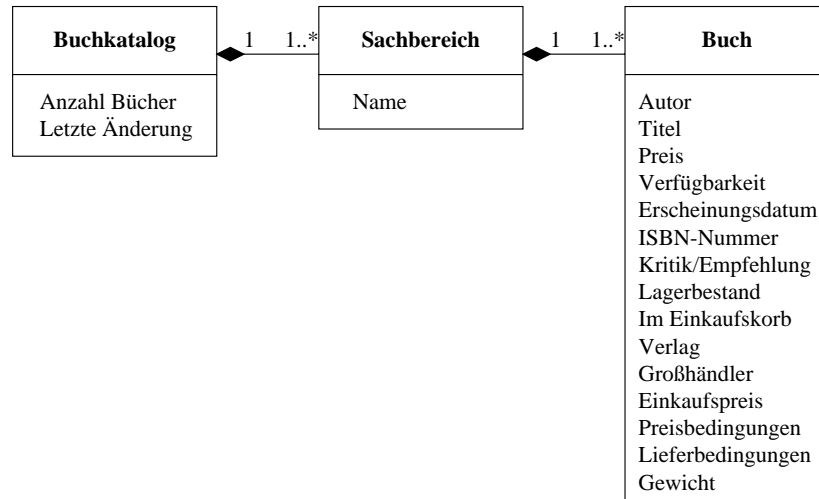 Buchkatalog
1 1..*
Sachbereich
1 1..*
Buch
Anzahl Bücher
Letzte Änderung
Name
Autor
Titel
Preis
Verfügbarkeit
Erscheinungsdatum
ISBN-Nummer
Kritik/Empfehlung
Lagerbestand
Im Einkaufskorb
Verlag
Großhändler
Einkaufspreis
Preisbedingungen
Lieferbedingungen
Gewicht